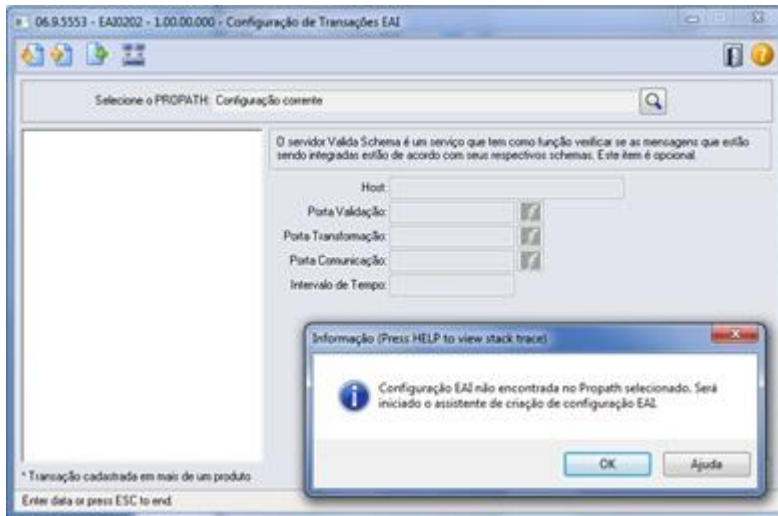 06.9.5553 - EAI0202 - 1.00.00.000 - Configuração de Transações EAI
Selecione o PROPATH: Configuração corrente
O servidor Valida Schema é um serviço que tem como função verificar se as mensagens que estão
sendo integradas estão de acordo com seus respectivos schemas. Este item é opcional.
Host:
Porta Validação:
Porta Transformação:
Porta Comunicação:
Intervalo de Tempo:
Informação (Press HELP to view stack trace)
Configuração EAI não encontrada no Propath selecionado. Será
iniciado o assistente de criação de configuração EAI.
OK Ajuda
* Transação cadastrada em mais de um produto
Enter data or press ESC to end.